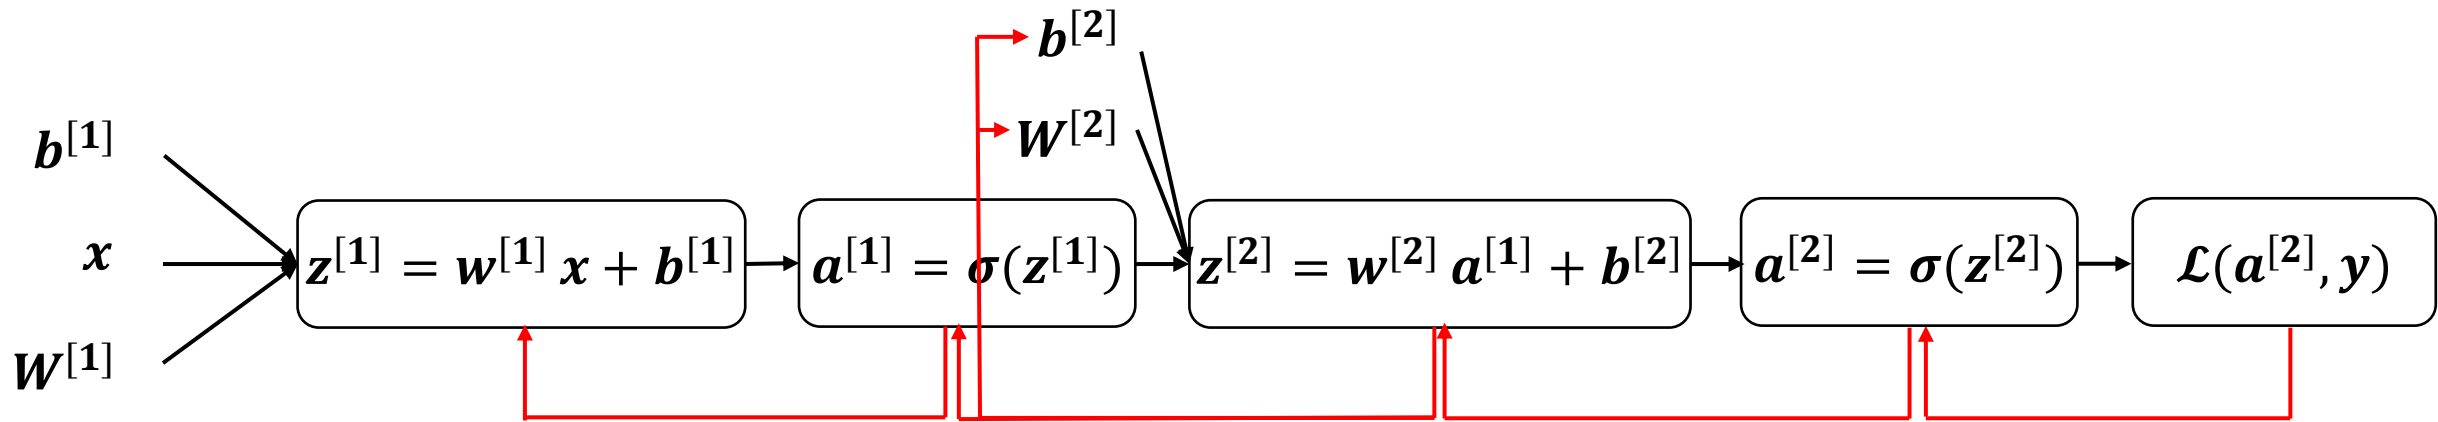 b^[2]
W^[2]
b^[1]
x
W^[1]
z^[1] = w^[1] x + b^[1]
a^[1] = σ(z^[1])
z^[2] = w^[2] a^[1] + b^[2]
a^[2] = σ(z^[2])
ℒ(a^[2], y)